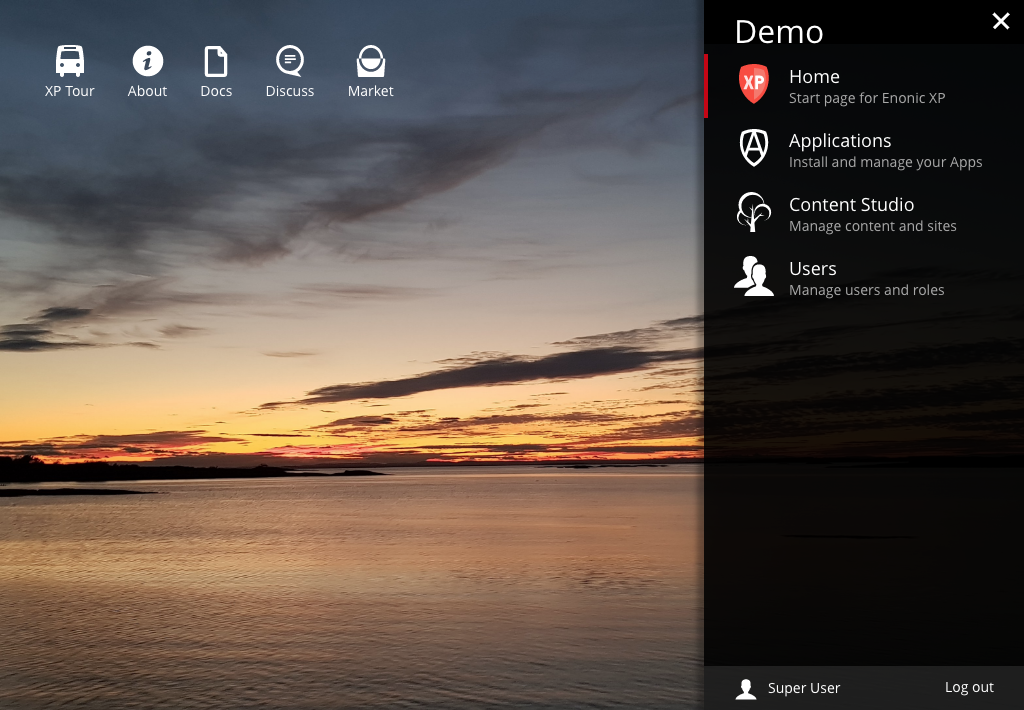 XP Tour
About
Docs
Discuss
Market
Demo
XP
Home
Start page for Enonic XP
Applications
Install and manage your Apps
Content Studio
Manage content and sites
Users
Manage users and roles
Super User
Log out